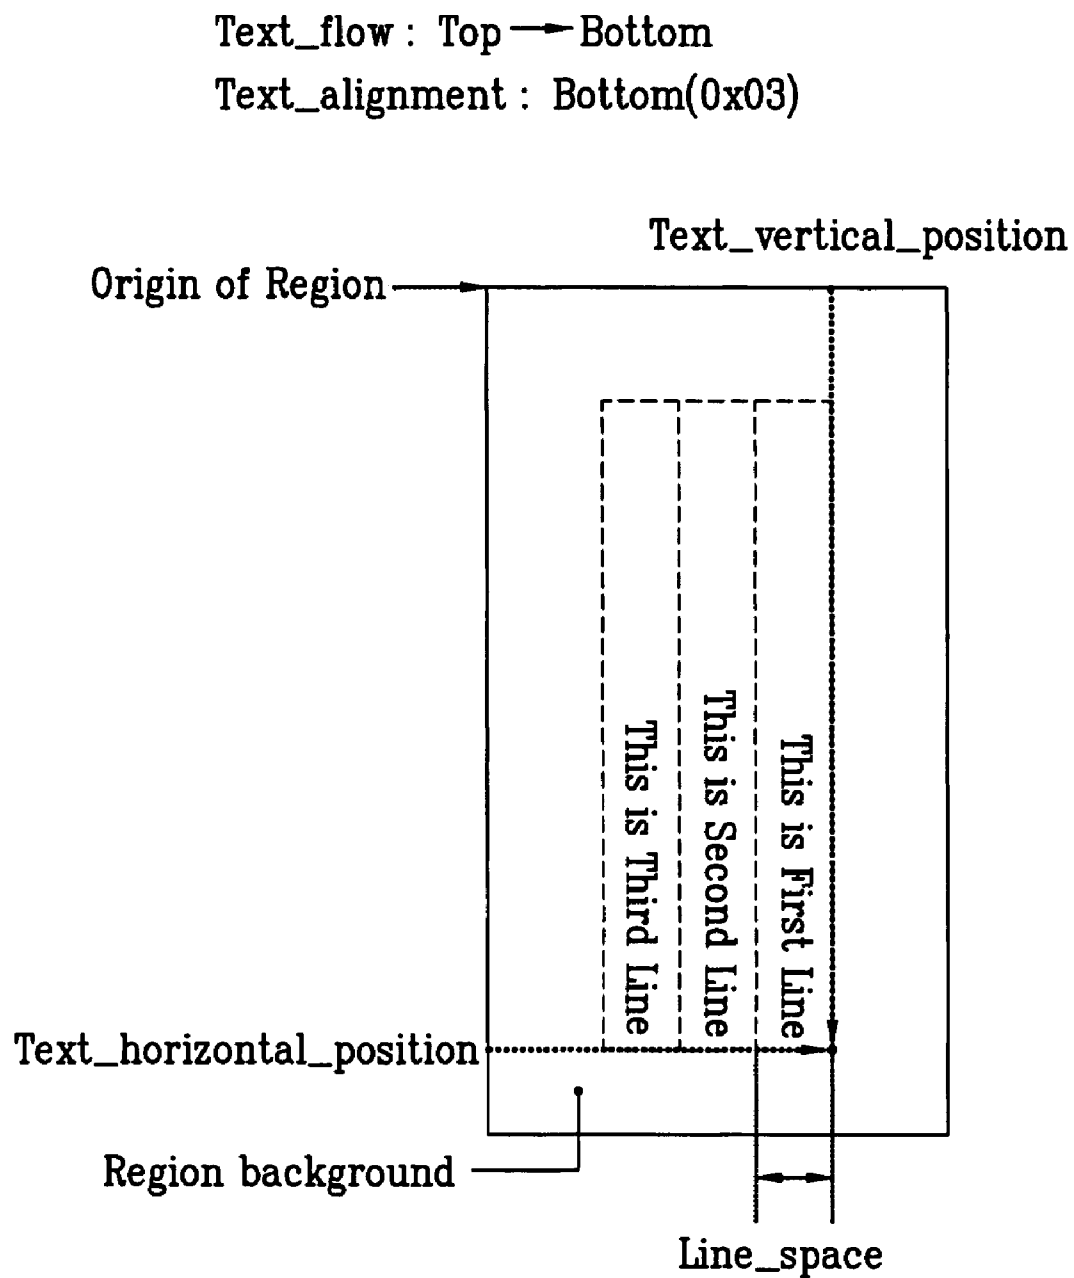 Text_flow : Top → Bottom
Text_alignment : Bottom(0x03)
Text_vertical_position
Origin of Region
This is First Line
This is Second Line
This is Third Line
Text_horizontal_position
Region background
Line_space